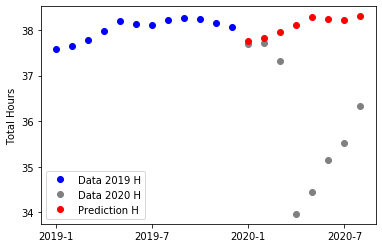 38
37
36
35
34
Total Hours
Data 2019 H
Data 2020 H
Prediction H
2019-1 2019-7 2020-1 2020-7